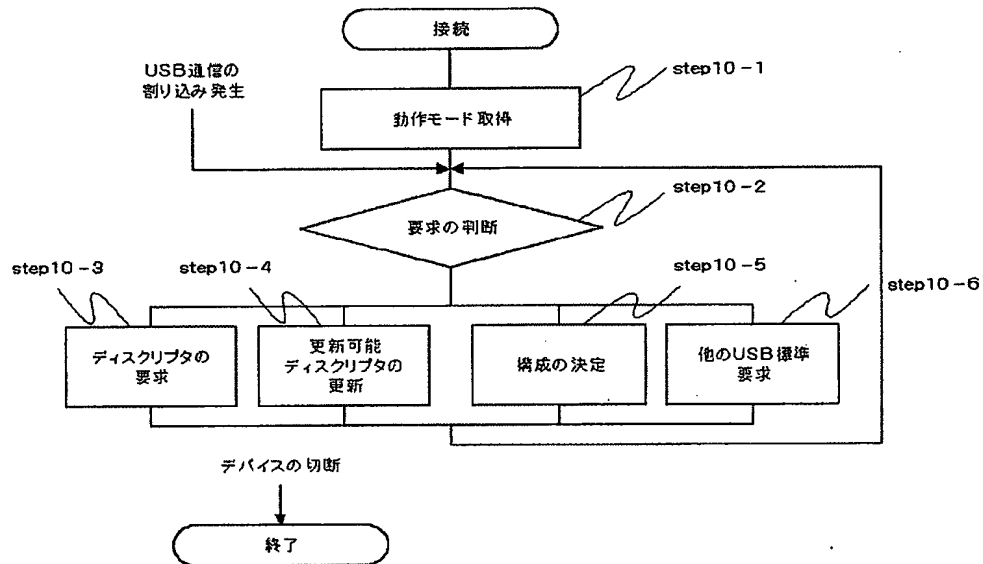 接続
USB通信の
割り込み発生
step10-1
動作モード取得
step10-2
要求の判断
step10-3
step10-4
step10-5
step10-6
ディスクリプタの
要求
更新可能
ディスクリプタの
更新
構成の決定
他のUSB標準
要求
デバイスの切断
終了